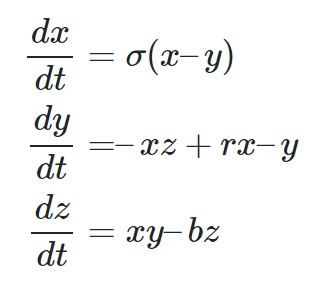 dx/dt = σ(x−y)
dy/dt =− xz + rx− y
dz/dt = xy− bz